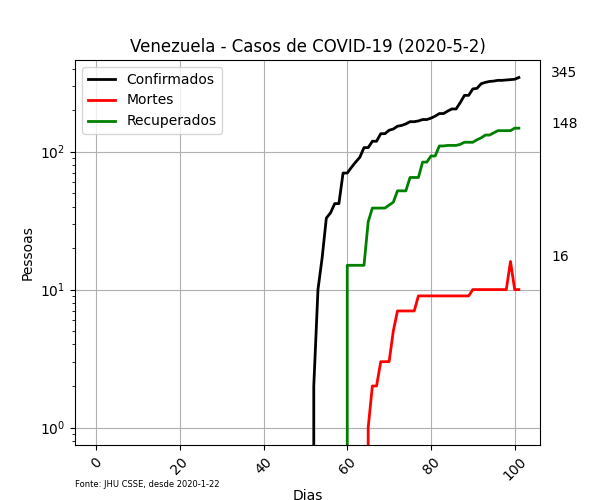 Venezuela - Casos de COVID-19 (2020-5-2)
Confirmados
Mortes
Recuperados
345
148
16
Pessoas
10²
10¹
10⁰
0 20 40 60 80 100
Fonte: JHU CSSE, desde 2020-1-22
Dias